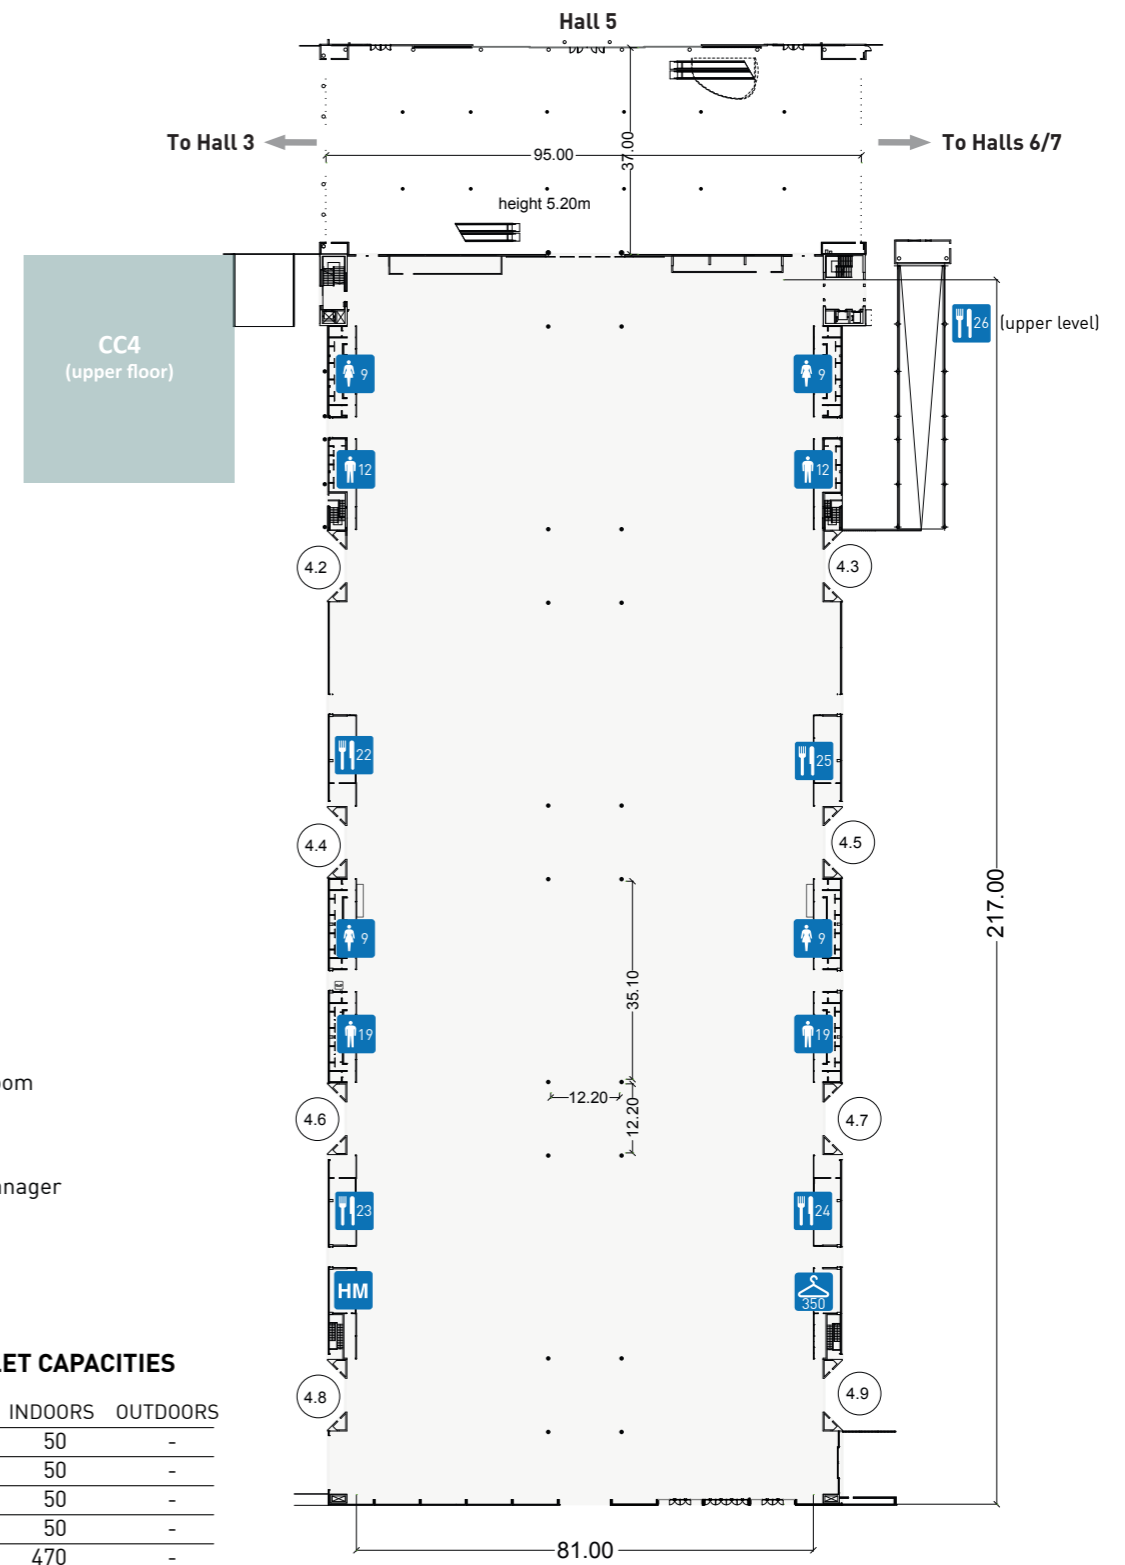 Hall 5
To Hall 3
To Halls 6/7
95.00
37.00
height 5.20m
CC4
(upper floor)
26
(upper level)
9
9
12
12
4.2
4.3
22
25
4.4
4.5
217.00
9
9
35.10
19
19
oom
12.20
12.20
4.6
4.7
anager
23
24
HM
350
LET CAPACITIES
4.8
4.9
INDOORS OUTDOORS
50 -
50 -
50 -
50 -
470 -
81.00